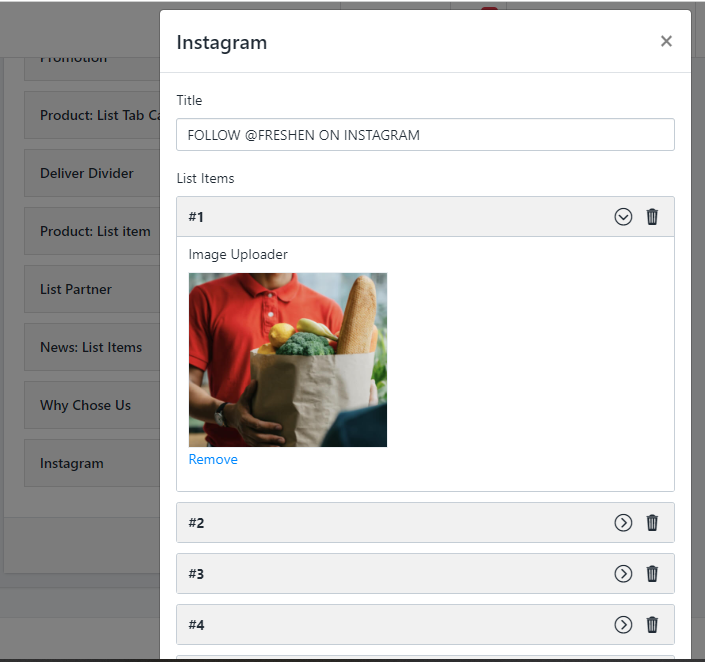 Instagram
×
Title
FOLLOW @FRESHEN ON INSTAGRAM
List Items
#1
Image Uploader
Remove
#2
#3
#4
Promotion
Product: List Tab Ca
Deliver Divider
Product: List item
List Partner
News: List Items
Why Chose Us
Instagram